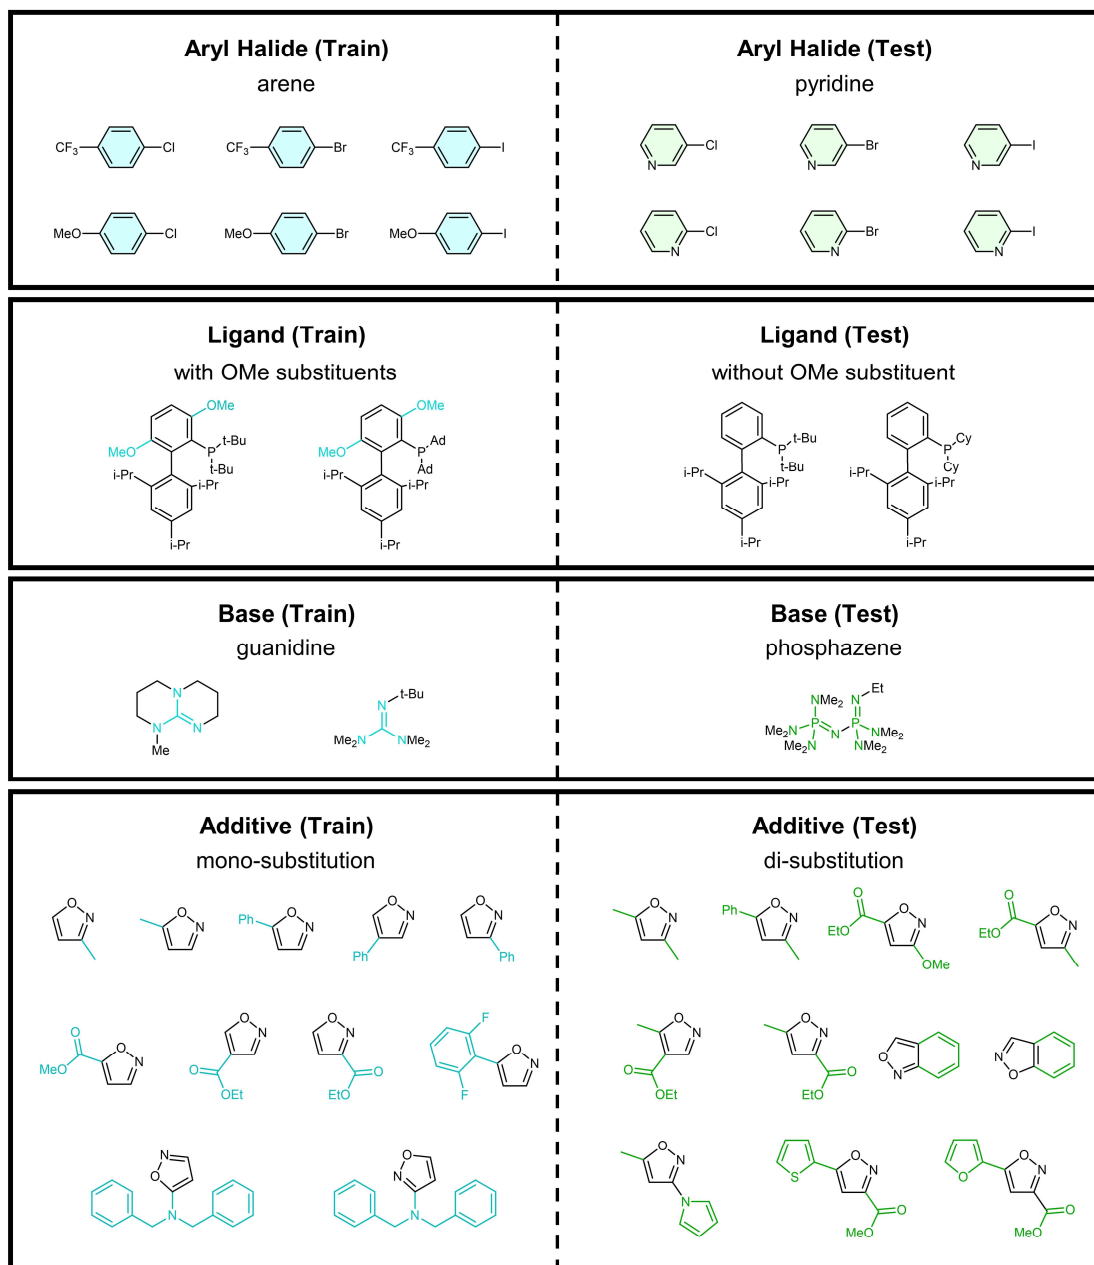 Aryl Halide (Train)
arene
CF3 Cl CF3 Br CF3 I
MeO Cl MeO Br MeO I
Aryl Halide (Test)
pyridine
N Cl N Br N I
N Cl N Br N I
Ligand (Train)
with OMe substituents
OMe MeO P t-Bu t-Bu i-Pr i-Pr i-Pr
OMe MeO P Ad Ad i-Pr i-Pr i-Pr
Ligand (Test)
without OMe substituent
P t-Bu t-Bu i-Pr i-Pr i-Pr
P Cy Cy i-Pr i-Pr i-Pr
Base (Train)
guanidine
N N N Me
N t-Bu Me2N NMe2
Base (Test)
phosphazene
NMe2 N Et
Me2N P N P NMe2
Me2N NMe2
Additive (Train)
mono-substitution
O N O N Ph O N O N Ph O N Ph
O MeO O N O N O OEt O N O EtO F F O N
N O N O N N
Additive (Test)
di-substitution
O N Ph O N O EtO O N OMe O EtO O N
O N O OEt O N O EtO O N N O
O N N S O N O MeO O O N O MeO